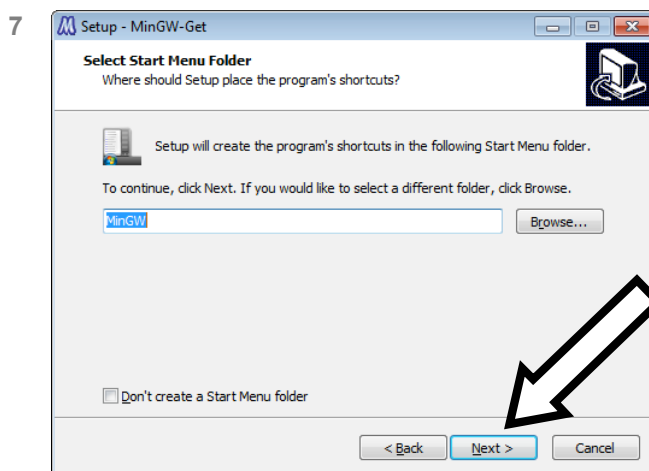 7
Setup - MinGW-Get
Select Start Menu Folder
Where should Setup place the program's shortcuts?
Setup will create the program's shortcuts in the following Start Menu folder.
To continue, click Next. If you would like to select a different folder, click Browse.
MinGW
Browse...
Don't create a Start Menu folder
< Back
Next >
Cancel